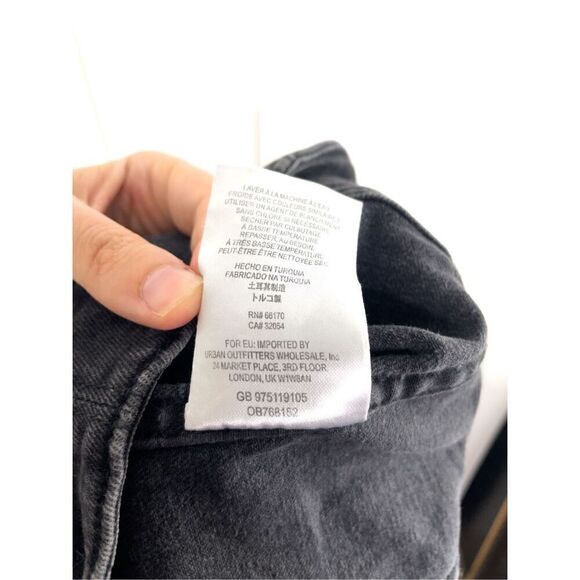 LAVER À LA MACHINE À L'EAU
FROIDE AVEC COULEURS SIMILAIRES
UTILISER UN AGENT DE BLANCHIMENT
SANS CHLORE SI NÉCESSAIRE
SÉCHER PAR CULBUTAGE
À BASSE TEMPÉRATURE
REPASSER, AU BESOIN,
À TRÈS BASSE TEMPÉRATURE
PEUT-ÊTRE ÊTRE NETTOYÉE SEC
HECHO EN TURQUIA
FABRICADO NA TURQUIA
土耳其制造
トルコ製
RN# 66170
CA# 32054
FOR EU: IMPORTED BY
URBAN OUTFITTERS WHOLESALE, Inc
24 MARKET PLACE, 3RD FLOOR
LONDON, UK W1W8AN
GB 975119105
OB768152